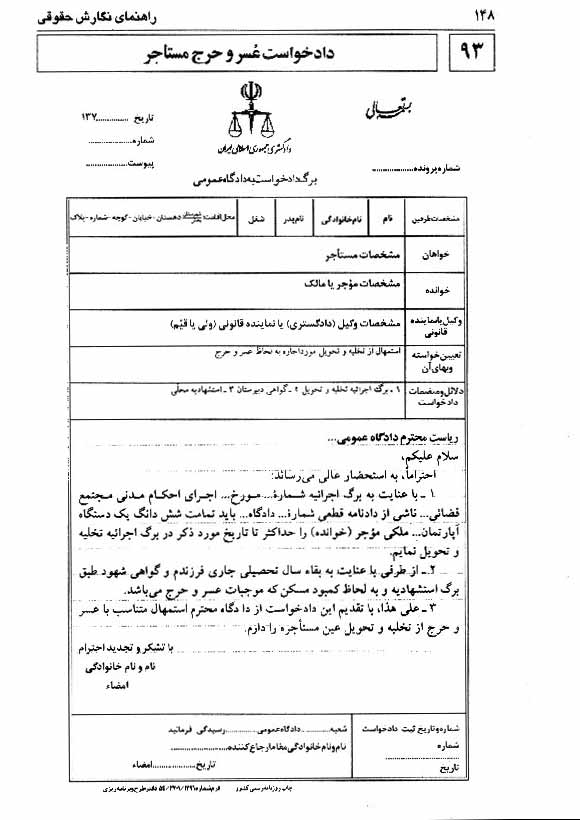 ۱۴۸
راهنمای نگارش حقوقی
۹۳
دادخواست عُسر و حرج مستأجر
بسمه تعالی
دادگستری جمهوری اسلامی ایران
تاریخ ..............۱۳۷
شماره......................
پیوست.....................
شماره پرونده.....................
برگ دادخواست به دادگاه عمومی
مشخصات طرفین
نام
نام خانوادگی
نام پدر
شغل
محل اقامت: شهرستان بخش دهستان - خیابان - کوچه - شماره - پلاک
خواهان
مشخصات مستأجر
خوانده
مشخصات مؤجر یا مالک
وکیل یا نماینده قانونی
مشخصات وکیل (دادگستری) یا نماینده قانونی (ولی یا قیّم)
تعیین خواسته وبهای آن
استمهال از تخلیه و تحویل مورد اجاره به لحاظ عسر و حرج
دلائل و منضمات دادخواست
۱ ـ برگ اجرائیه تخلیه و تحویل ۲ ـ گواهی دبیرستان ۳ ـ استشهادیه محلّی
ریاست محترم دادگاه عمومی...
سلام علیکم،
احتراماً، به استحضار عالی می‌رساند:
۱ ـ با عنایت به برگ اجرائیه شمارهٔ... مورخ... اجرای احکام مدنی مجتمع
قضائی... ناشی از دادنامه قطعی شمارهٔ... دادگاه... باید تمامت شش دانگ یک دستگاه
آپارتمان... ملکی مؤجر (خوانده) را حداکثر تا تاریخ مورد ذکر در برگ اجرائیه تخلیه
و تحویل نمایم.
۲ ـ از طرفی با عنایت به بقاء سال تحصیلی جاری فرزندم و گواهی شهود طبق
برگ استشهادیه و به لحاظ کمبود مسکن که موجبات عسر و حرج می‌باشد.
۳ ـ علی هذا، با تقدیم این دادخواست از دادگاه محترم استمهال متناسب با عسر
و حرج از تخلیه و تحویل عین مستأجره را دارم.
با تشکر و تجدید احترام
نام و نام خانوادگی
امضاء
شماره و تاریخ ثبت دادخواست
شماره
تاریخ
شعبه............دادگاه عمومی............رسیدگی فرمائید
نام و نام خانوادگی مقام ارجاع کننده....................
تاریخ....................امضاء
چاپ روزنامه رسمی کشور